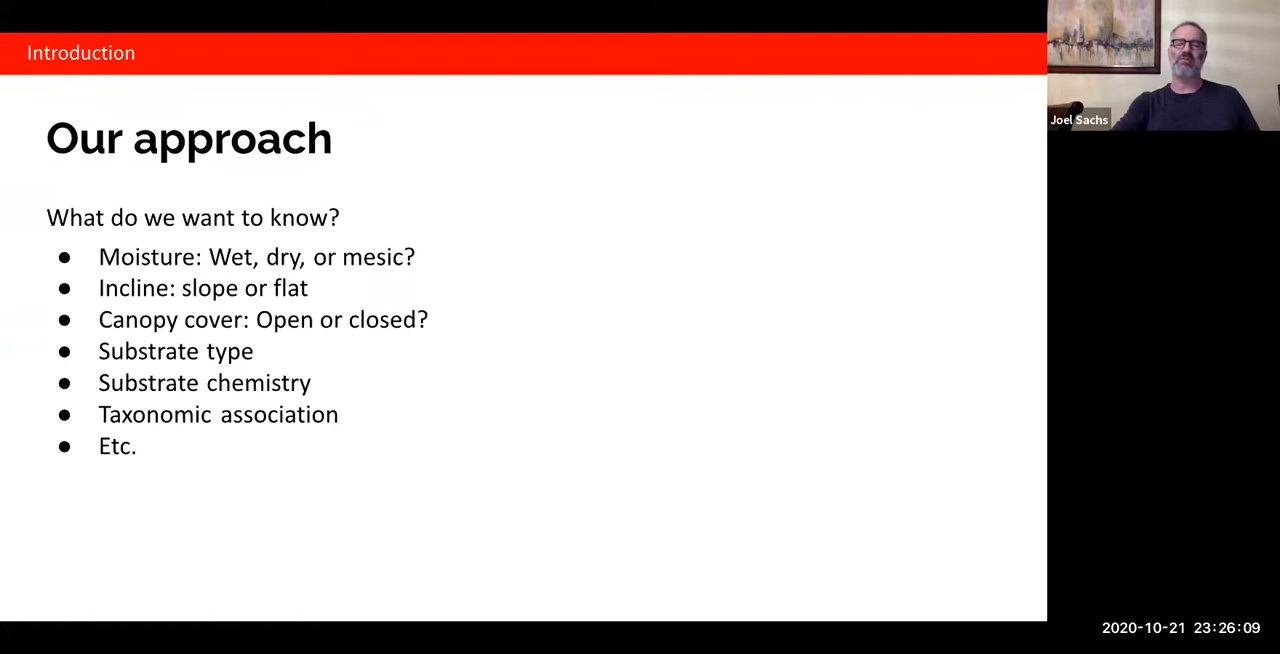 Introduction
Our approach
What do we want to know?
● Moisture: Wet, dry, or mesic?
● Incline: slope or flat
● Canopy cover: Open or closed?
● Substrate type
● Substrate chemistry
● Taxonomic association
● Etc.
Joel Sachs
2020-10-21 23:26:09